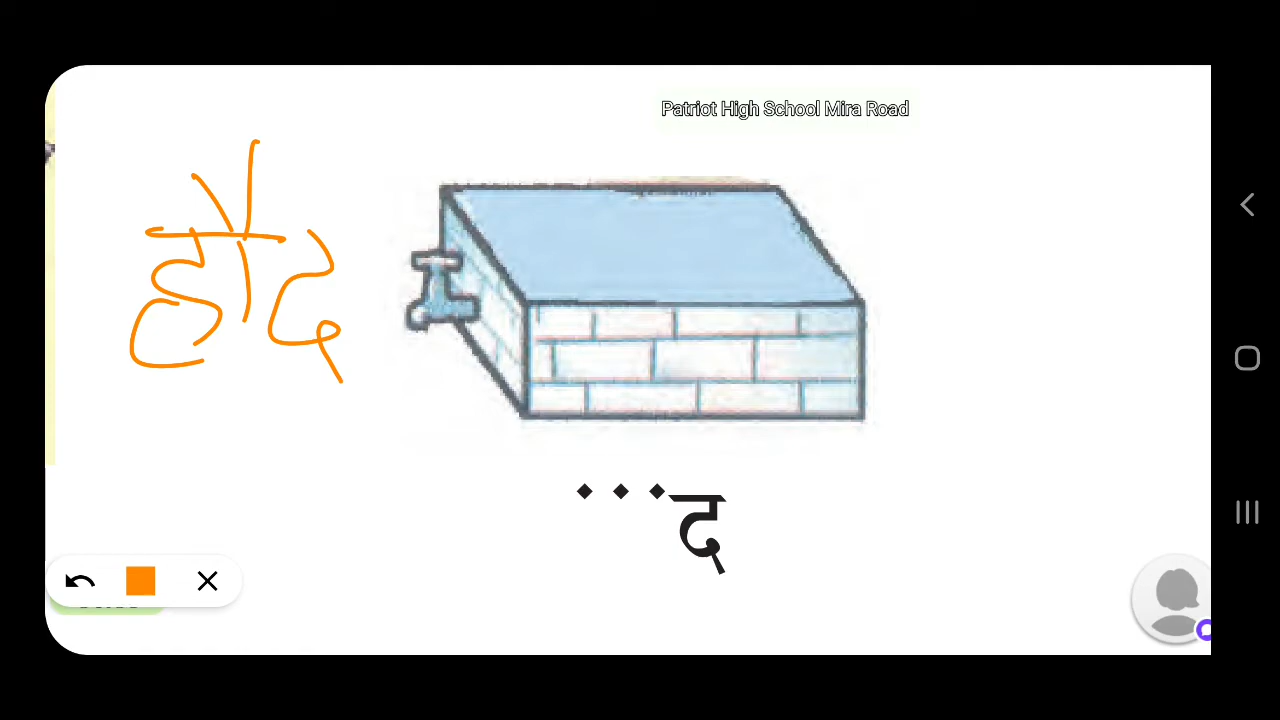 Patriot High School Mira Road
हौद
...द